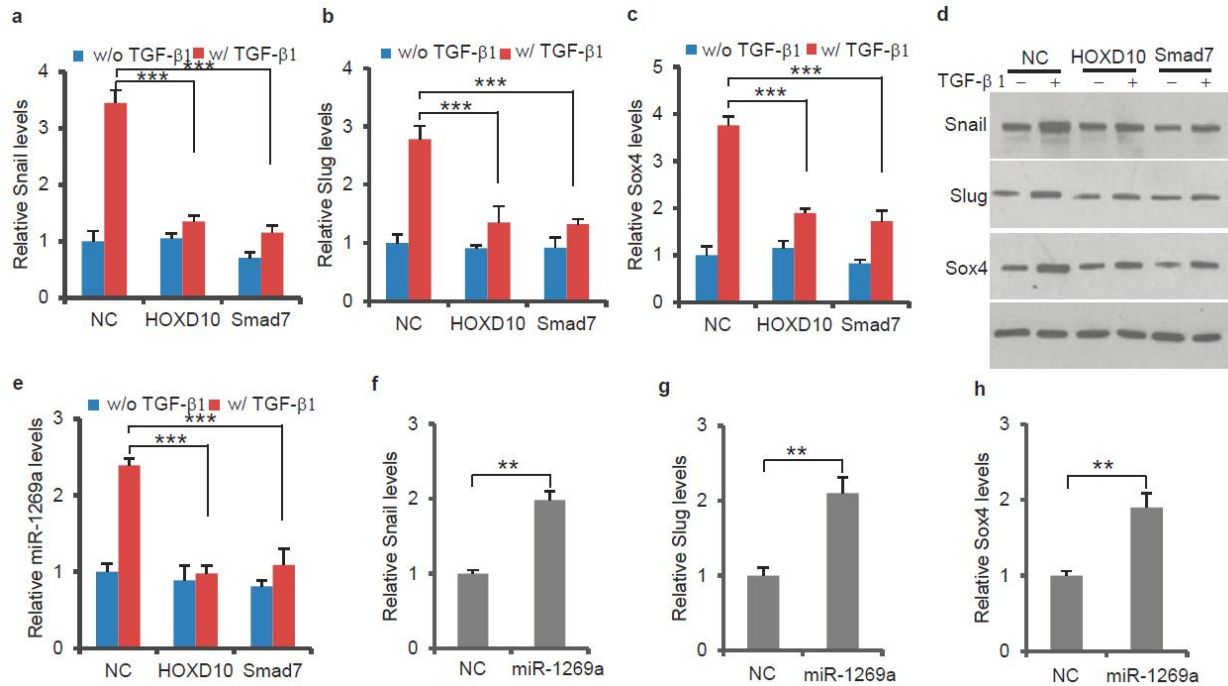 a
w/o TGF-β1 w/ TGF-β1
Relative Snail levels
4
3
2
1
0
***
***
NC HOXD10 Smad7
b
w/o TGF-β1 w/ TGF-β1
Relative Slug levels
4
3
2
1
0
***
***
NC HOXD10 Smad7
c
w/o TGF-β1 w/ TGF-β1
Relative Sox4 levels
5
4
3
2
1
0
***
***
NC HOXD10 Smad7
d
NC HOXD10 Smad7
TGF-β 1 – + – + – +
Snail
Slug
Sox4
e
w/o TGF-β1 w/ TGF-β1
Relative miR-1269a levels
3
2
1
0
***
***
NC HOXD10 Smad7
f
Relative Snail levels
3
2
1
0
**
NC miR-1269a
g
Relative Slug levels
3
2
1
0
**
NC miR-1269a
h
Relative Sox4 levels
3
2
1
0
**
NC miR-1269a